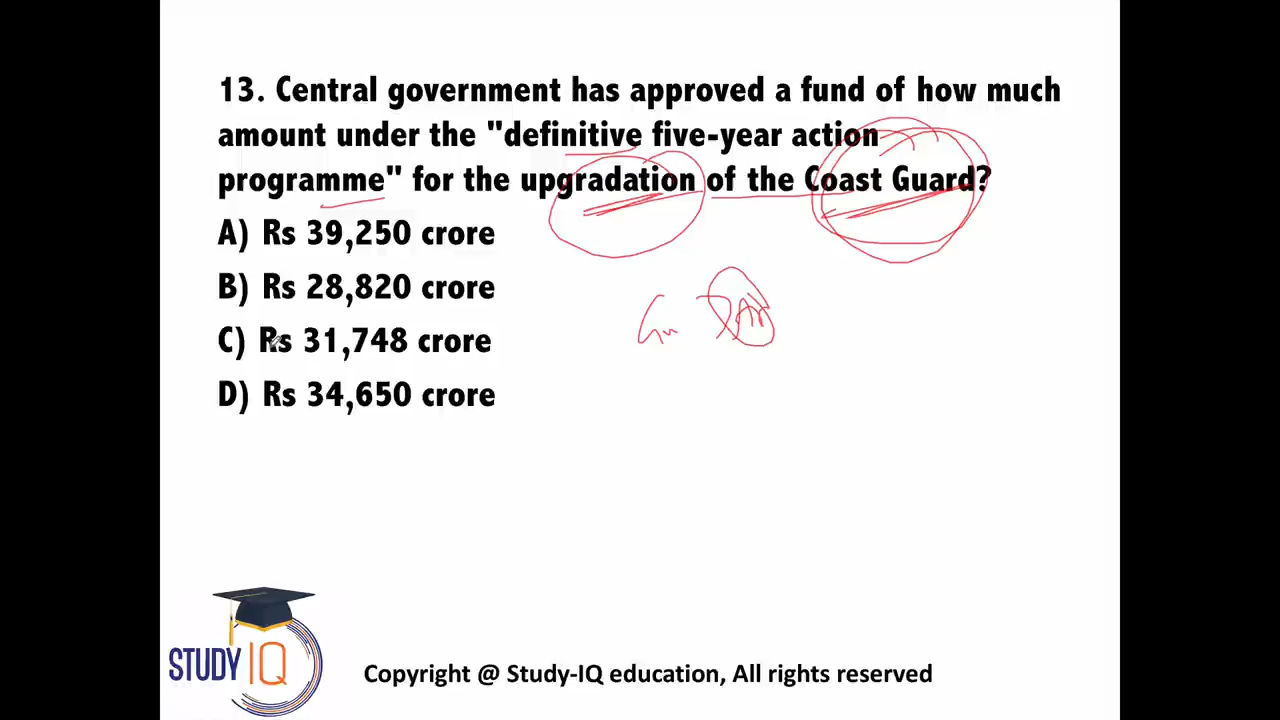 13. Central government has approved a fund of how much
amount under the "definitive five-year action
programme" for the upgradation of the Coast Guard?
A) Rs 39,250 crore
B) Rs 28,820 crore
C) Rs 31,748 crore
D) Rs 34,650 crore
STUDY IQ
Copyright @ Study-IQ education, All rights reserved